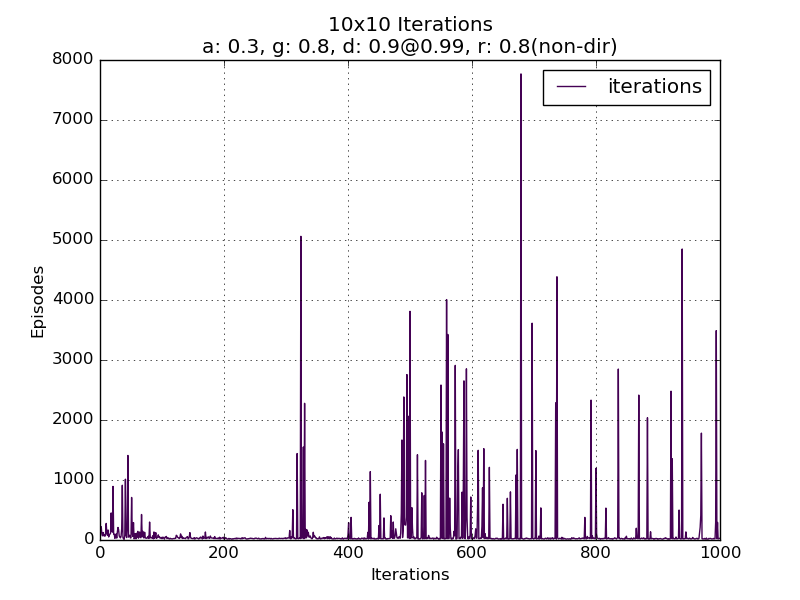 10x10 Iterations
a: 0.3, g: 0.8, d: 0.9@0.99, r: 0.8(non-dir)
iterations
8000
7000
6000
5000
4000
3000
2000
1000
0
Episodes
0 200 400 600 800 1000
Iterations